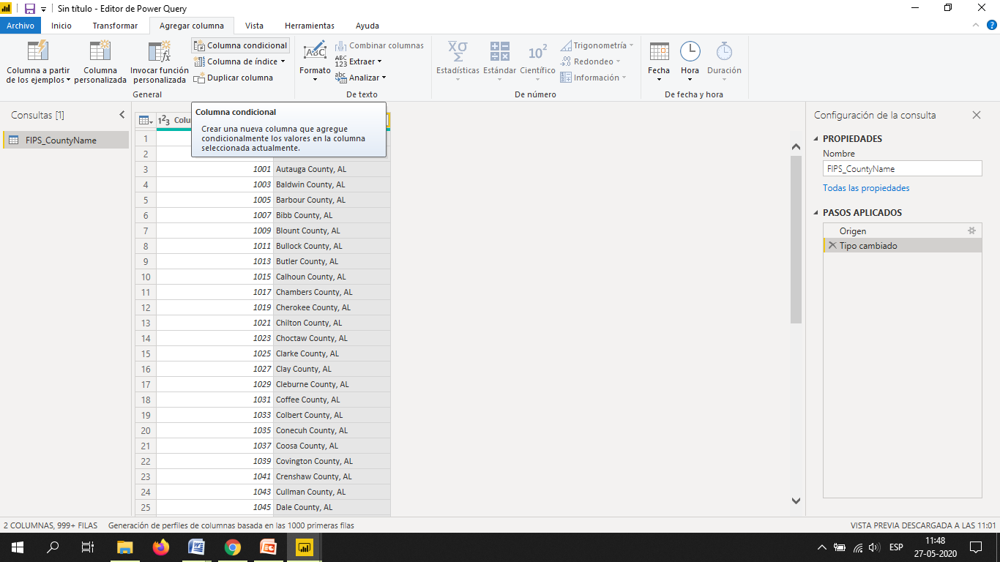 Sin título - Editor de Power Query
Archivo Inicio Transformar Agregar columna Vista Herramientas Ayuda
Columna a partir de los ejemplos
Columna personalizada
Invocar función personalizada
Columna condicional
Columna de índice
Duplicar columna
General
Formato
Combinar columnas
Extraer
Analizar
De texto
Estadísticas
Estándar
Científico
Trigonometría
Redondeo
Información
De número
Fecha
Hora
Duración
De fecha y hora
Columna condicional
Crear una nueva columna que agregue
condicionalmente los valores en la columna
seleccionada actualmente.
Consultas [1]
FIPS_CountyName
1
2
3 1001 Autauga County, AL
4 1003 Baldwin County, AL
5 1005 Barbour County, AL
6 1007 Bibb County, AL
7 1009 Blount County, AL
8 1011 Bullock County, AL
9 1013 Butler County, AL
10 1015 Calhoun County, AL
11 1017 Chambers County, AL
12 1019 Cherokee County, AL
13 1021 Chilton County, AL
14 1023 Choctaw County, AL
15 1025 Clarke County, AL
16 1027 Clay County, AL
17 1029 Cleburne County, AL
18 1031 Coffee County, AL
19 1033 Colbert County, AL
20 1035 Conecuh County, AL
21 1037 Coosa County, AL
22 1039 Covington County, AL
23 1041 Crenshaw County, AL
24 1043 Cullman County, AL
25 1045 Dale County, AL
Configuración de la consulta
PROPIEDADES
Nombre
FIPS_CountyName
Todas las propiedades
PASOS APLICADOS
Origen
Tipo cambiado
2 COLUMNAS, 999+ FILAS Generación de perfiles de columnas basada en las 1000 primeras filas
VISTA PREVIA DESCARGADA A LAS 11:01
ESP
11:48
27-05-2020